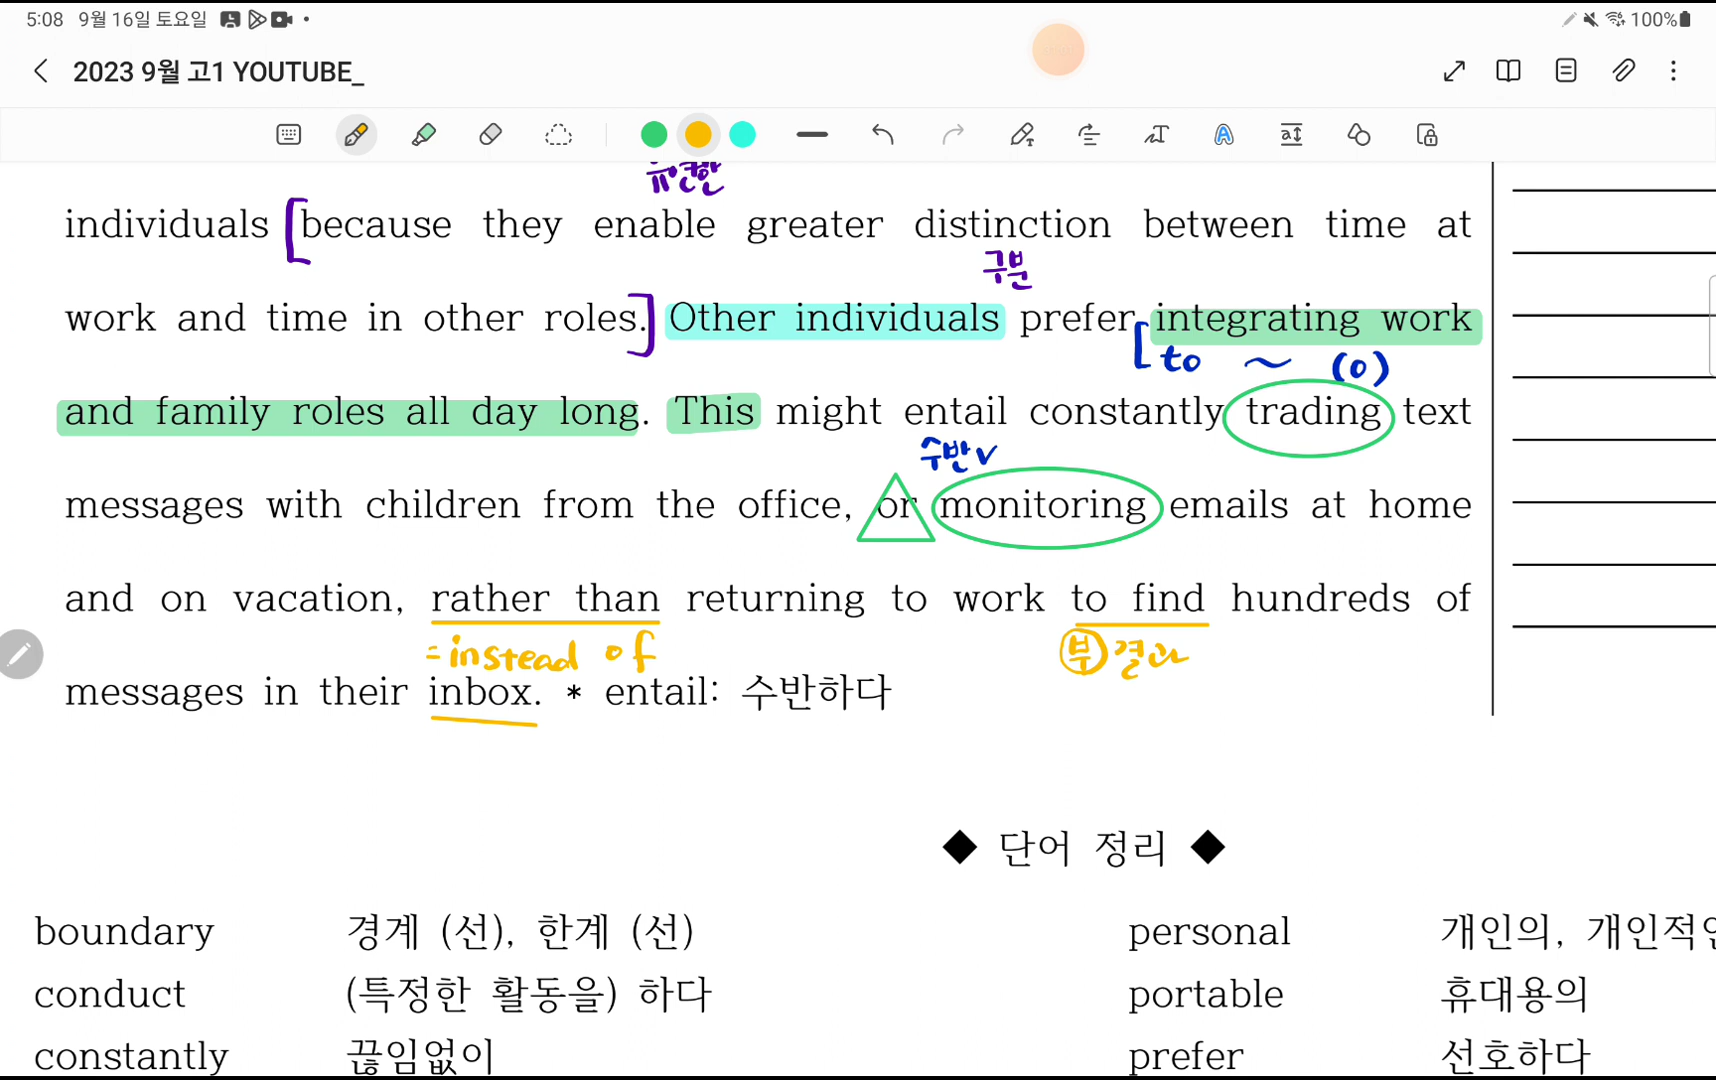 5:08 9월 16일 토요일
100%
2023 9월 고1 YOUTUBE_
individuals [because they enable greater distinction between time at
구분
work and time in other roles.] Other individuals prefer [integrating work
to ~ (o)
and family roles all day long. This might entail constantly trading text
수반v
messages with children from the office, or monitoring emails at home
and on vacation, rather than returning to work to find hundreds of
=instead of 부 결과
messages in their inbox. * entail: 수반하다
◆ 단어 정리 ◆
boundary 경계 (선), 한계 (선) personal 개인의, 개인적인
conduct (특정한 활동을) 하다 portable 휴대용의
constantly 끊임없이 prefer 선호하다